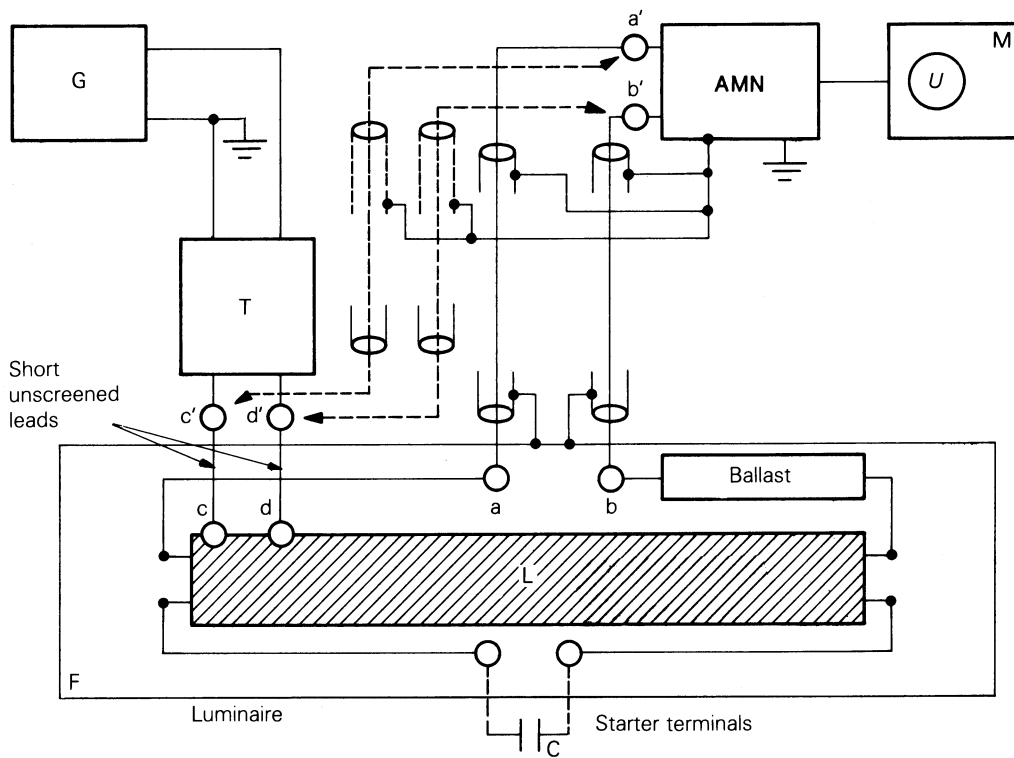 G
a'
b'
AMN
M
U
T
Short
unscreened
leads
c'
d'
c
d
a
b
Ballast
L
F
Luminaire
Starter terminals
C